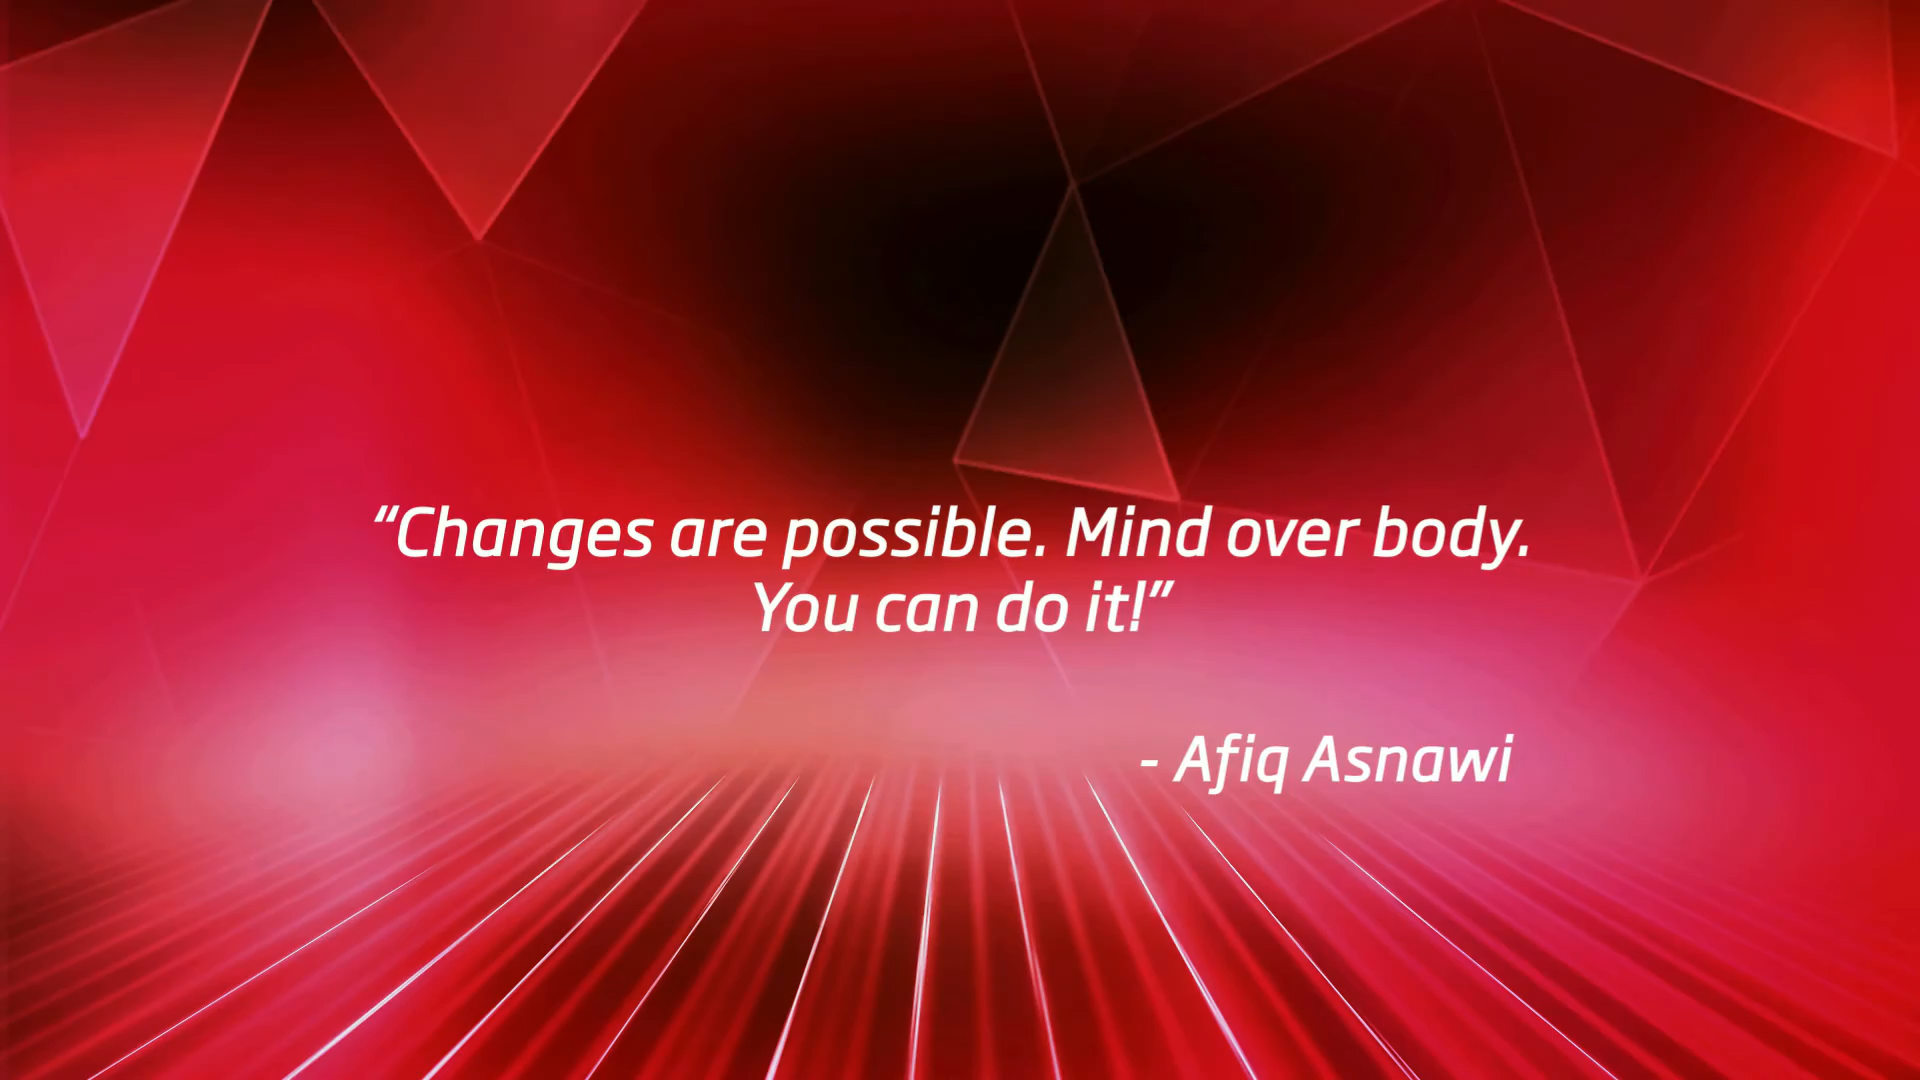 “Changes are possible. Mind over body.
You can do it!”
- Afiq Asnawi